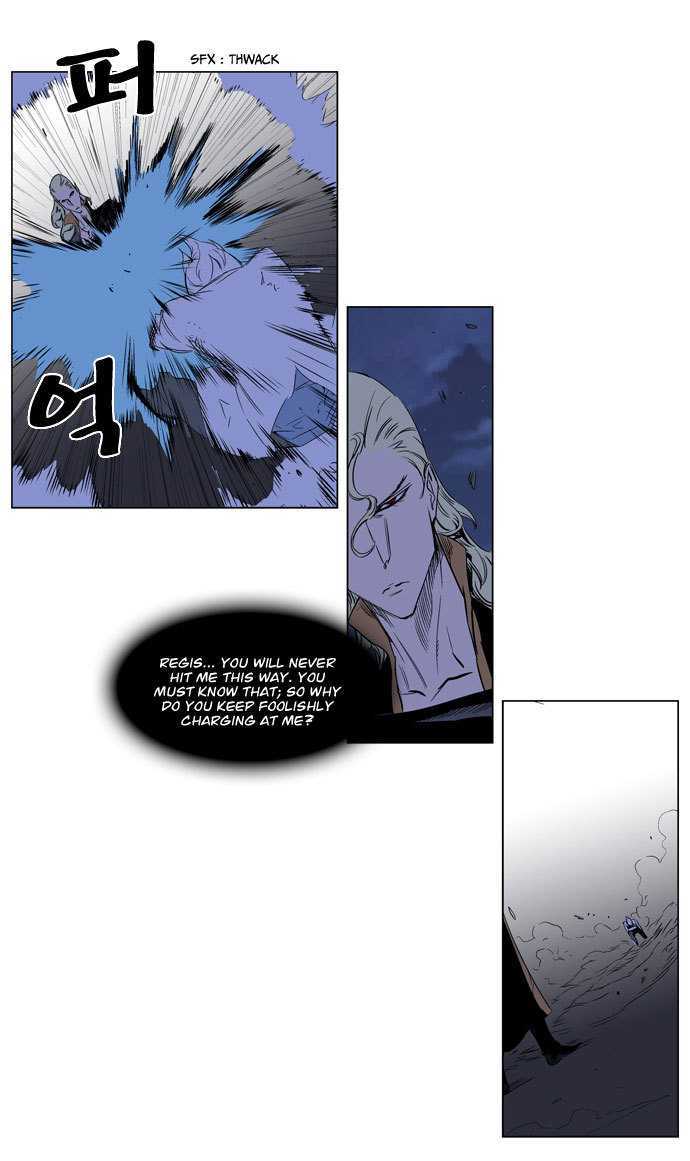 퍼
SFX : THWACK
억
REGIS... YOU WILL NEVER
HIT ME THIS WAY. YOU
MUST KNOW THAT; SO WHY
DO YOU KEEP FOOLISHLY
CHARGING AT ME?